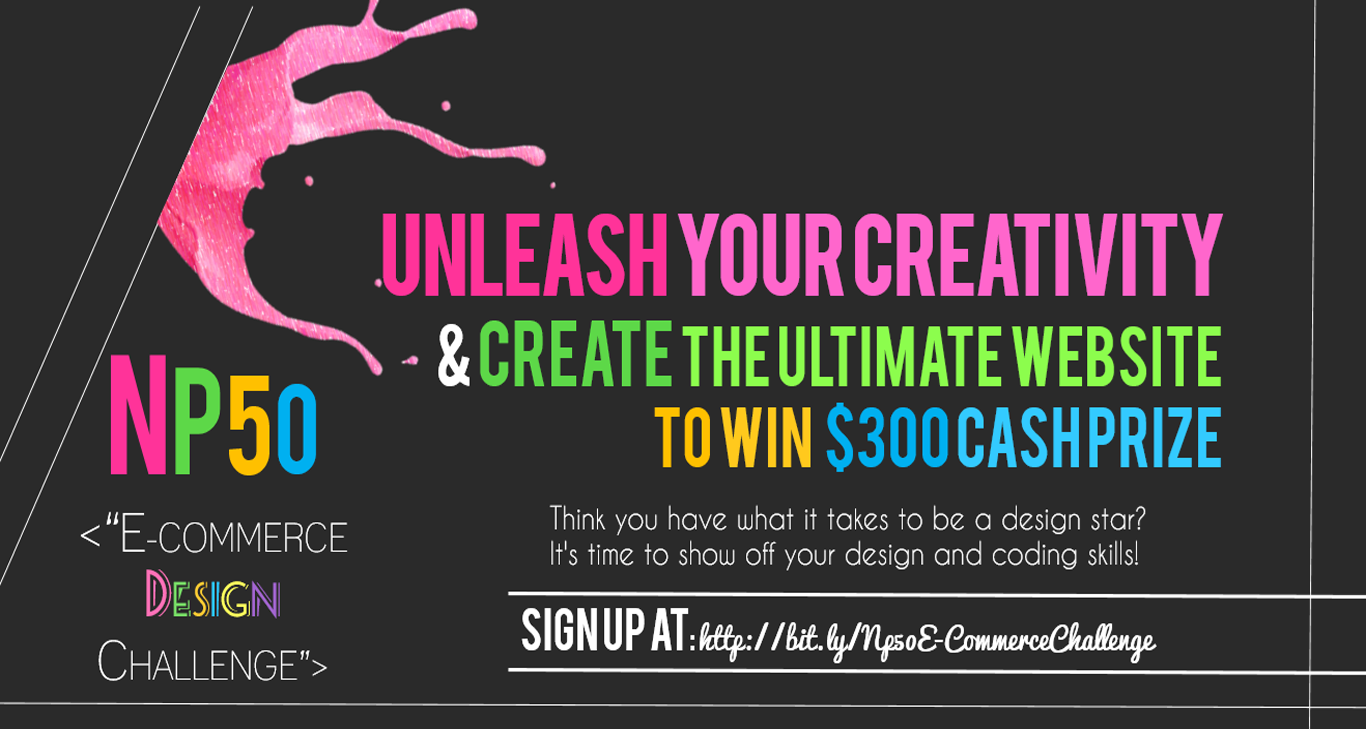 UNLEASH YOUR CREATIVITY
& CREATE THE ULTIMATE WEBSITE
TO WIN $300 CASH PRIZE
NP50
<“E-COMMERCE
DESIGN
CHALLENGE”>
Think you have what it takes to be a design star?
It's time to show off your design and coding skills!
SIGN UP AT: http://bit.ly/Np50E-CommerceChallenge